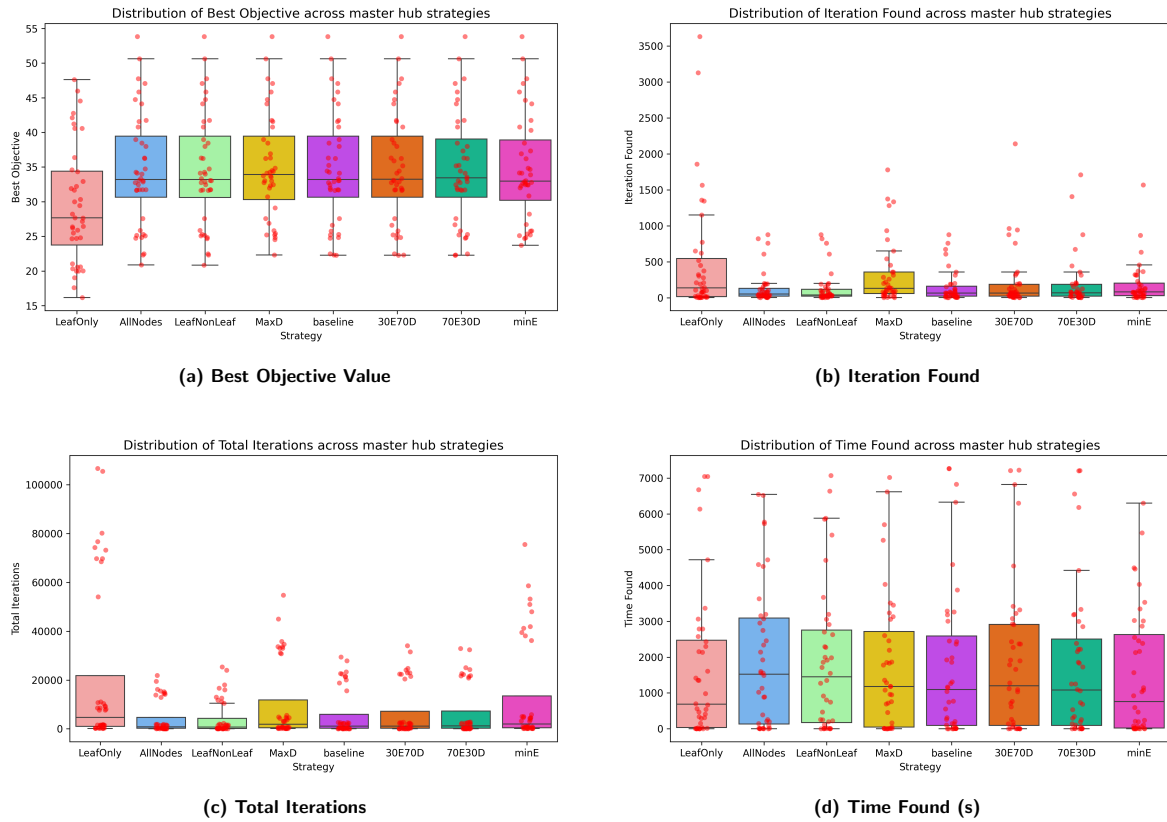 Distribution of Best Objective across master hub strategies
Best Objective
55
50
45
40
35
30
25
20
15
LeafOnly AllNodes LeafNonLeaf MaxD baseline 30E70D 70E30D minE
Strategy
(a) Best Objective Value
Distribution of Iteration Found across master hub strategies
Iteration Found
3500
3000
2500
2000
1500
1000
500
0
LeafOnly AllNodes LeafNonLeaf MaxD baseline 30E70D 70E30D minE
Strategy
(b) Iteration Found
Distribution of Total Iterations across master hub strategies
Total Iterations
100000
80000
60000
40000
20000
0
LeafOnly AllNodes LeafNonLeaf MaxD baseline 30E70D 70E30D minE
Strategy
(c) Total Iterations
Distribution of Time Found across master hub strategies
Time Found
7000
6000
5000
4000
3000
2000
1000
0
LeafOnly AllNodes LeafNonLeaf MaxD baseline 30E70D 70E30D minE
Strategy
(d) Time Found (s)